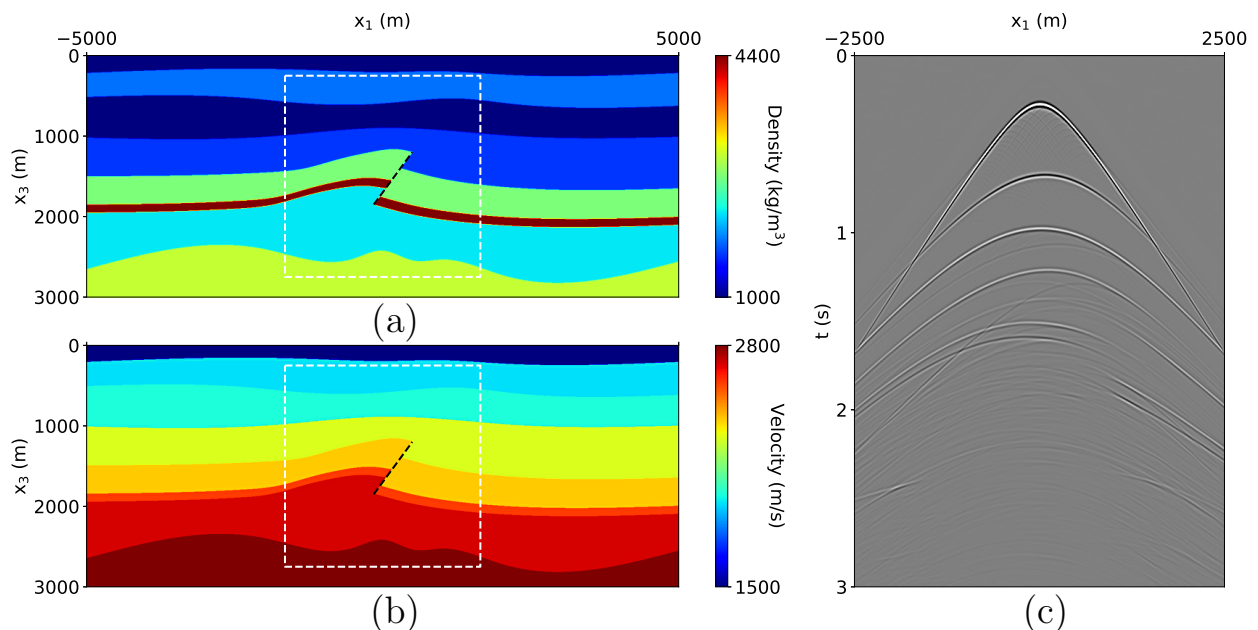 x₁ (m)
−5000 5000
0
1000
2000
3000
x₃ (m)
4400
Density (kg/m³)
1000
(a)
0
1000
2000
3000
x₃ (m)
2800
Velocity (m/s)
1500
(b)
x₁ (m)
−2500 2500
0
1
2
3
t (s)
(c)